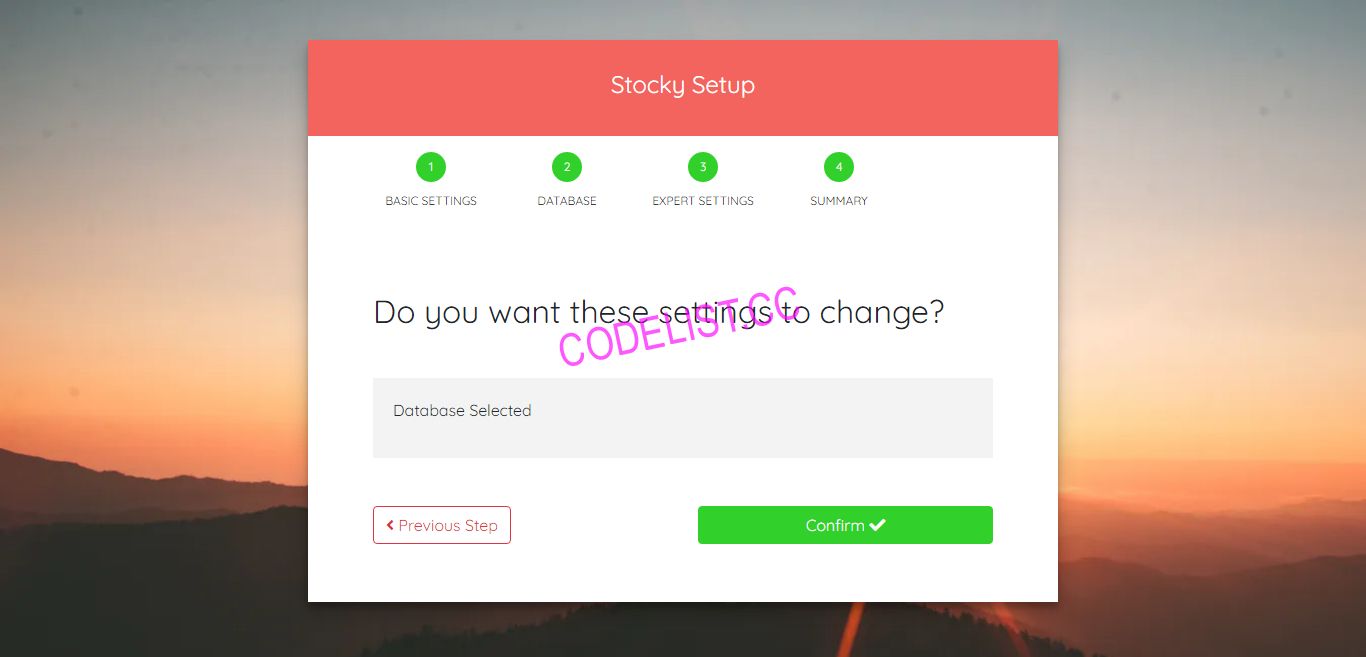 Stocky Setup
1 2 3 4
BASIC SETTINGS DATABASE EXPERT SETTINGS SUMMARY
Do you want these settings to change?
CODELIST.CC
Database Selected
Previous Step Confirm